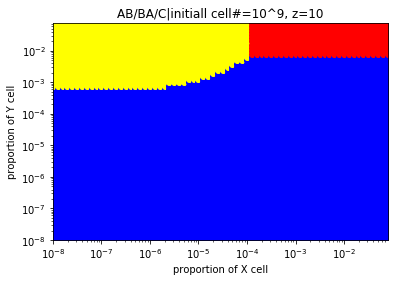 AB/BA/C|initiall cell#=10^9, z=10
proportion of Y cell
10⁻²
10⁻³
10⁻⁴
10⁻⁵
10⁻⁶
10⁻⁷
10⁻⁸
10⁻⁸ 10⁻⁷ 10⁻⁶ 10⁻⁵ 10⁻⁴ 10⁻³ 10⁻²
proportion of X cell